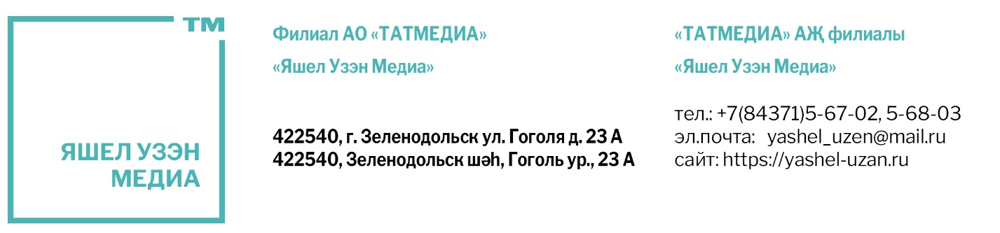 ТМ
ЯШЕЛ УЗЭН
МЕДИА
Филиал АО «ТАТМЕДИА»
«Яшел Узэн Медиа»
422540, г. Зеленодольск ул. Гоголя д. 23 А
422540, Зеленодольск шәһ, Гоголь ур., 23 А
«ТАТМЕДИА» АҖ филиалы
«Яшел Узэн Медиа»
тел.: +7(84371)5-67-02, 5-68-03
эл.почта: yashel_uzen@mail.ru
сайт: https://yashel-uzan.ru